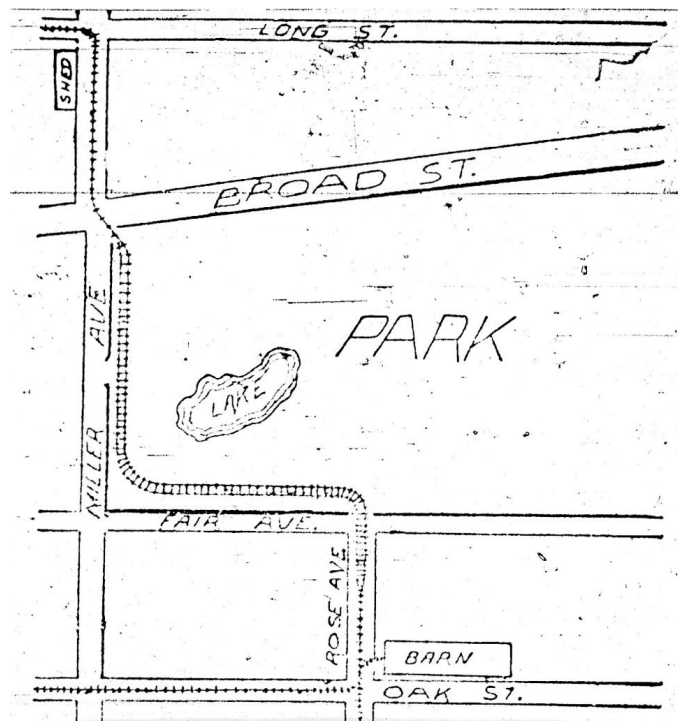 LONG ST.
SHED
BROAD ST.
PARK
MILLER AVE
LAKE
FAIR AVE.
ROSE AVE
BARN
OAK ST.